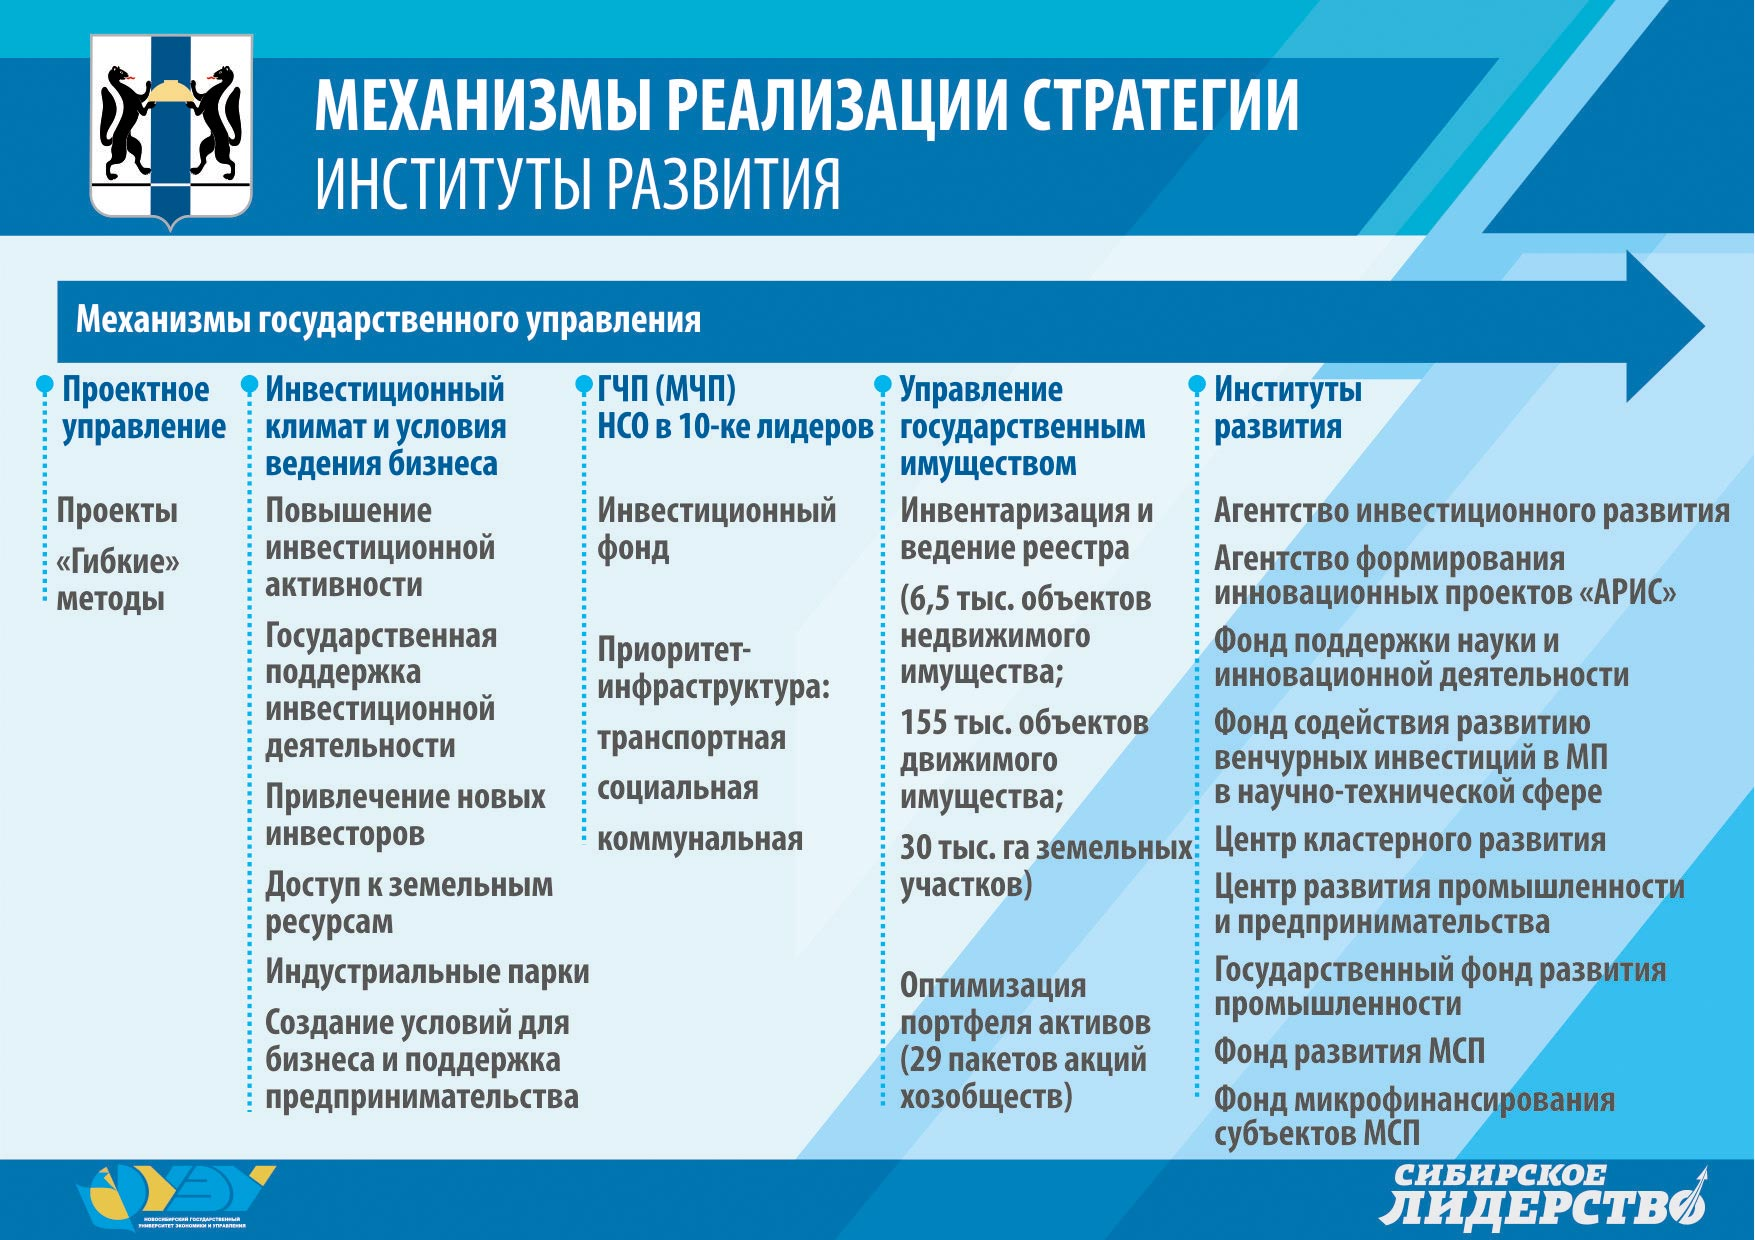 МЕХАНИЗМЫ РЕАЛИЗАЦИИ СТРАТЕГИИ
ИНСТИТУТЫ РАЗВИТИЯ
Механизмы государственного управления
Проектное
управление
Проекты
«Гибкие»
методы
Инвестиционный
климат и условия
ведения бизнеса
Повышение
инвестиционной
активности
Государственная
поддержка
инвестиционной
деятельности
Привлечение новых
инвесторов
Доступ к земельным
ресурсам
Индустриальные парки
Создание условий для
бизнеса и поддержка
предпринимательства
ГЧП (МЧП)
НСО в 10-ке лидеров
Инвестиционный
фонд
Приоритет-
инфраструктура:
транспортная
социальная
коммунальная
Управление
государственным
имуществом
Инвентаризация и
ведение реестра
(6,5 тыс. объектов
недвижимого
имущества;
155 тыс. объектов
движимого
имущества;
30 тыс. га земельных
участков)
Оптимизация
портфеля активов
(29 пакетов акций
хозобществ)
Институты
развития
Агентство инвестиционного развития
Агентство формирования
инновационных проектов «АРИС»
Фонд поддержки науки и
инновационной деятельности
Фонд содействия развитию
венчурных инвестиций в МП
в научно-технической сфере
Центр кластерного развития
Центр развития промышленности
и предпринимательства
Государственный фонд развития
промышленности
Фонд развития МСП
Фонд микрофинансирования
субъектов МСП
НОВОСИБИРСКИЙ ГОСУДАРСТВЕННЫЙ
УНИВЕРСИТЕТ ЭКОНОМИКИ И УПРАВЛЕНИЯ
СИБИРСКОЕ
ЛИДЕРСТВО